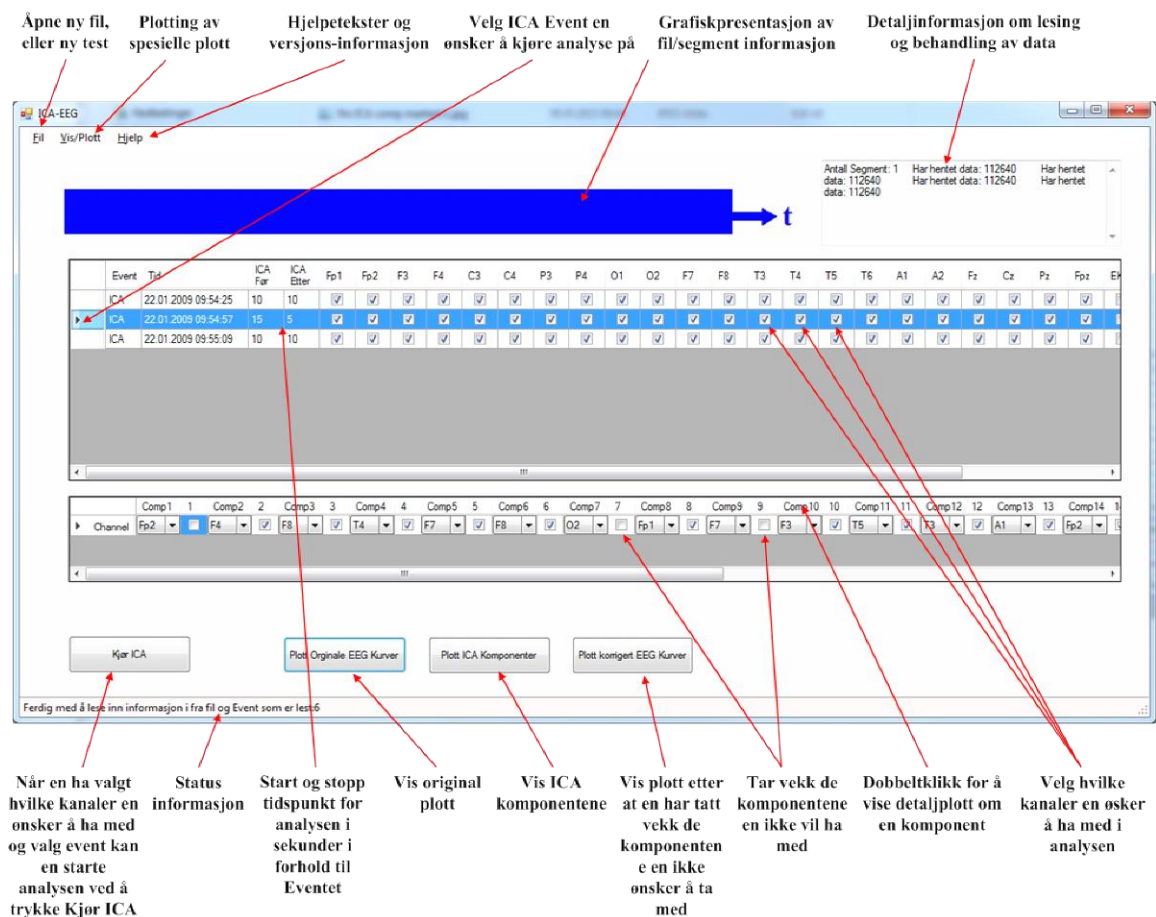 Åpne ny fil,
eller ny test
Plotting av
spesielle plott
Hjelpetekster og
versjons-informasjon
Velg ICA Event en
ønsker å kjøre analyse på
Grafiskpresentasjon av
fil/segment informasjon
Detaljinformasjon om lesing
og behandling av data
ICA-EEG
Fil Vis/Plott Hjelp
Antall Segment: 1 Har hentet data: 112640 Har hentet
data: 112640 Har hentet data: 112640 Har hentet
data: 112640
t
Event Tid ICA Før ICA Etter Fp1 Fp2 F3 F4 C3 C4 P3 P4 O1 O2 F7 F8 T3 T4 T5 T6 A1 A2 Fz Cz Pz Fpz
ICA 22.01.2009 09:54:25 10 10
ICA 22.01.2009 09:54:57 15 5
ICA 22.01.2009 09:55:09 10 10
Comp1 1 Comp2 2 Comp3 3 Comp4 4 Comp5 5 Comp6 6 Comp7 7 Comp8 8 Comp9 9 Comp10 10 Comp11 11 Comp12 12 Comp13 13 Comp14
Channel Fp2 F4 F8 T4 F7 F8 O2 Fp1 F7 F3 T5 T3 A1 Fp2
Kjør ICA
Plott Orginale EEG Kurver
Plott ICA Komponenter
Plott korrigert EEG Kurver
Ferdig med å lese inn informasjon i fra fil og Event som er lest:6
Når en ha valgt
hvilke kanaler en
ønsker å ha med
og valg event kan
en starte
analysen ved å
trykke Kjør ICA
Status
informasjon
Start og stopp
tidspunkt for
analysen i
sekunder i
forhold til
Eventet
Vis original
plott
Vis ICA
komponentene
Vis plott etter
at en har tatt
vekk de
komponenten
e en ikke
ønsker å ta
med
Tar vekk de
komponentene
en ikke vil ha
med
Dobbeltklikk for å
vise detaljplott om
en komponent
Velg hvilke
kanaler en øsker
å ha med i
analysen